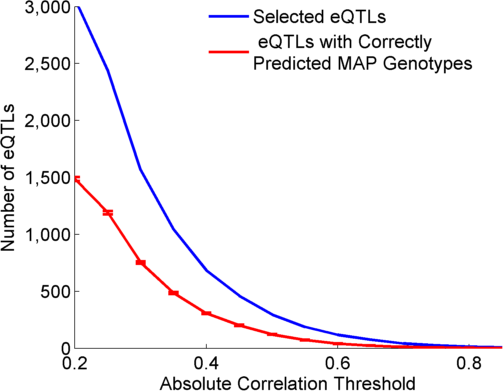 3,000
2,500
2,000
1,500
1,000
500
0
Number of eQTLs
Selected eQTLs
eQTLs with Correctly
Predicted MAP Genotypes
0.2
0.4
0.6
0.8
Absolute Correlation Threshold